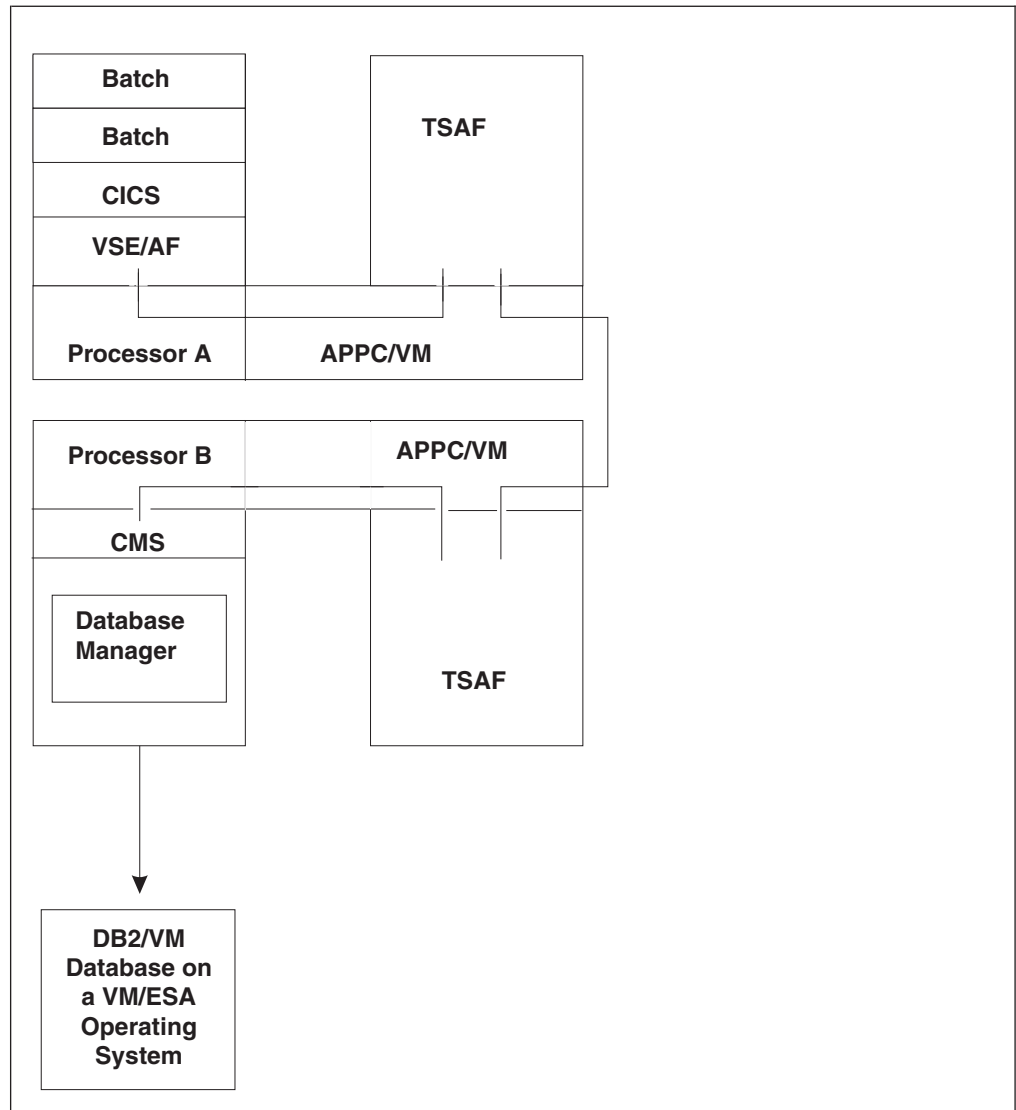 Batch
Batch
CICS
VSE/AF
TSAF
Processor A
APPC/VM
Processor B
APPC/VM
CMS
Database
Manager
TSAF
DB2/VM
Database on
a VM/ESA
Operating
System